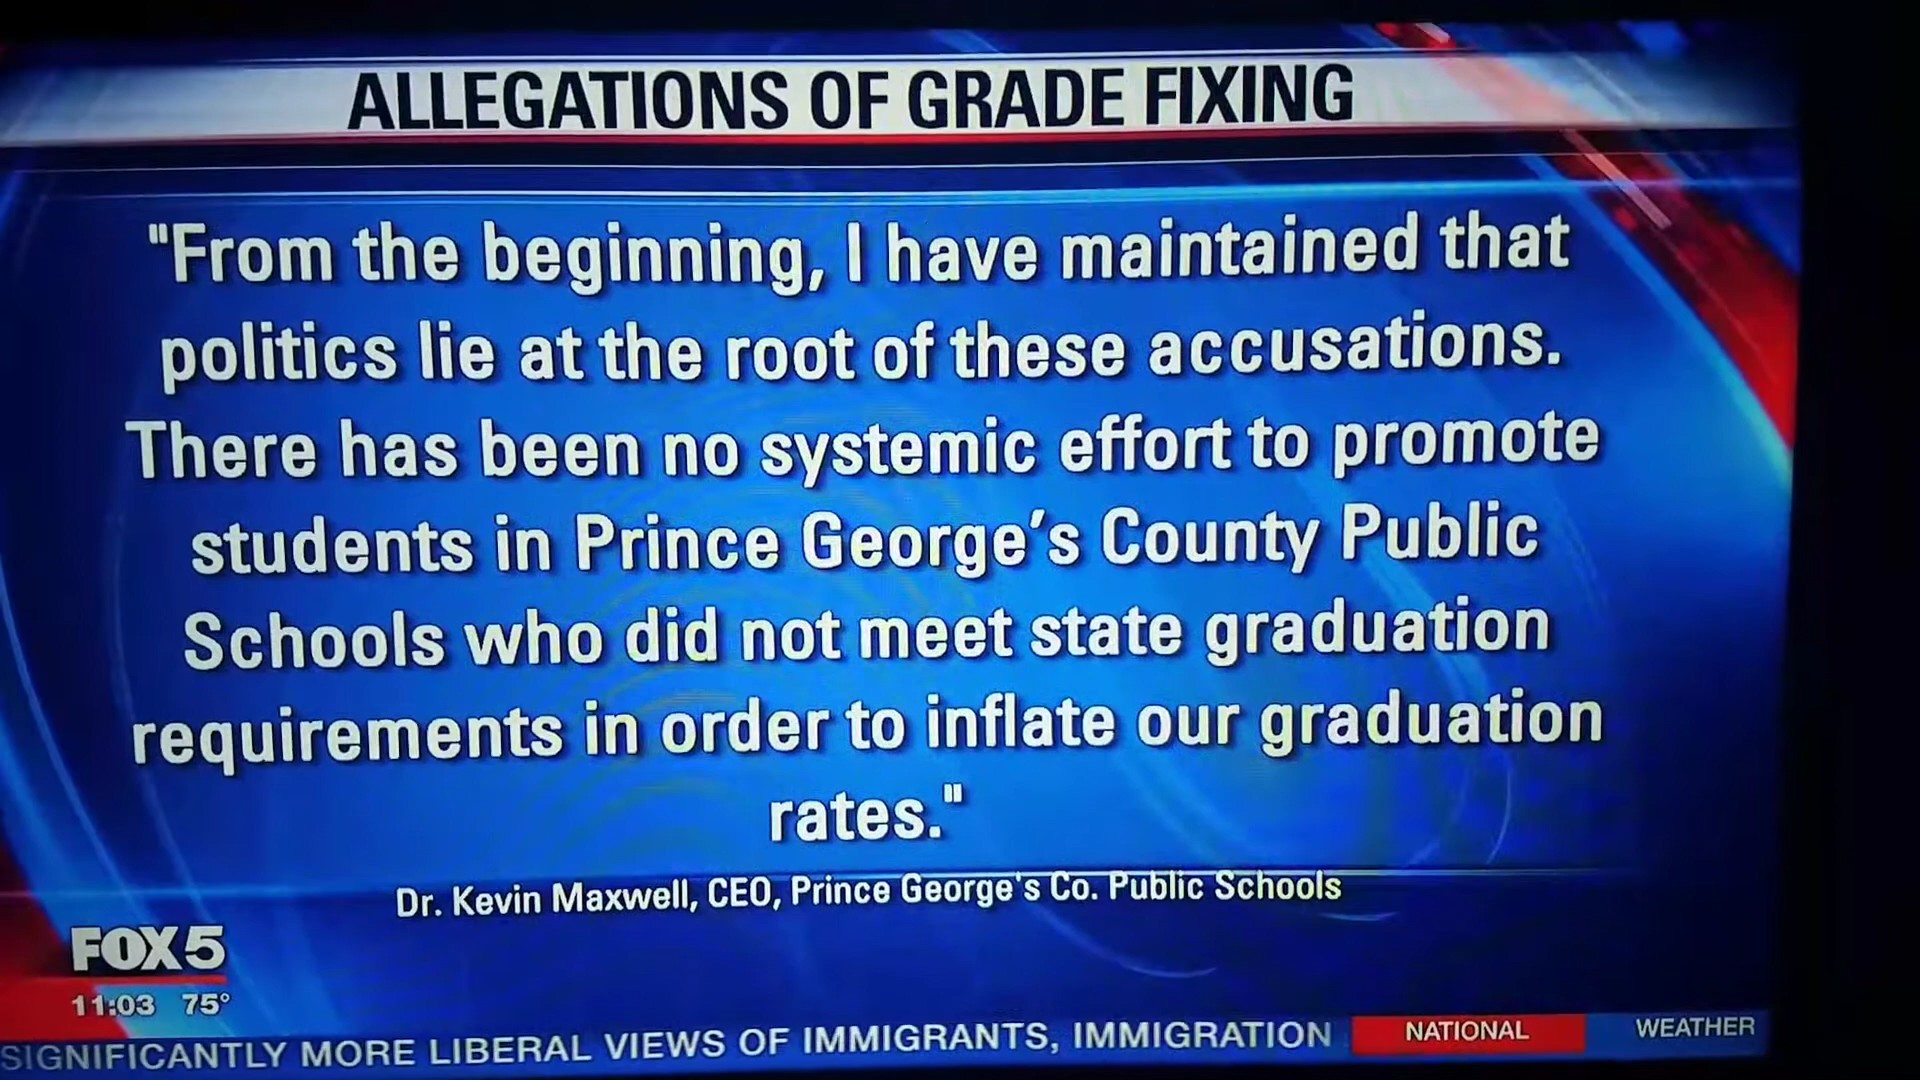 ALLEGATIONS OF GRADE FIXING
"From the beginning, I have maintained that
politics lie at the root of these accusations.
There has been no systemic effort to promote
students in Prince George's County Public
Schools who did not meet state graduation
requirements in order to inflate our graduation
rates."
Dr. Kevin Maxwell, CEO, Prince George's Co. Public Schools
FOX 5
11:03 75°
SIGNIFICANTLY MORE LIBERAL VIEWS OF IMMIGRANTS, IMMIGRATION NATIONAL WEATHER